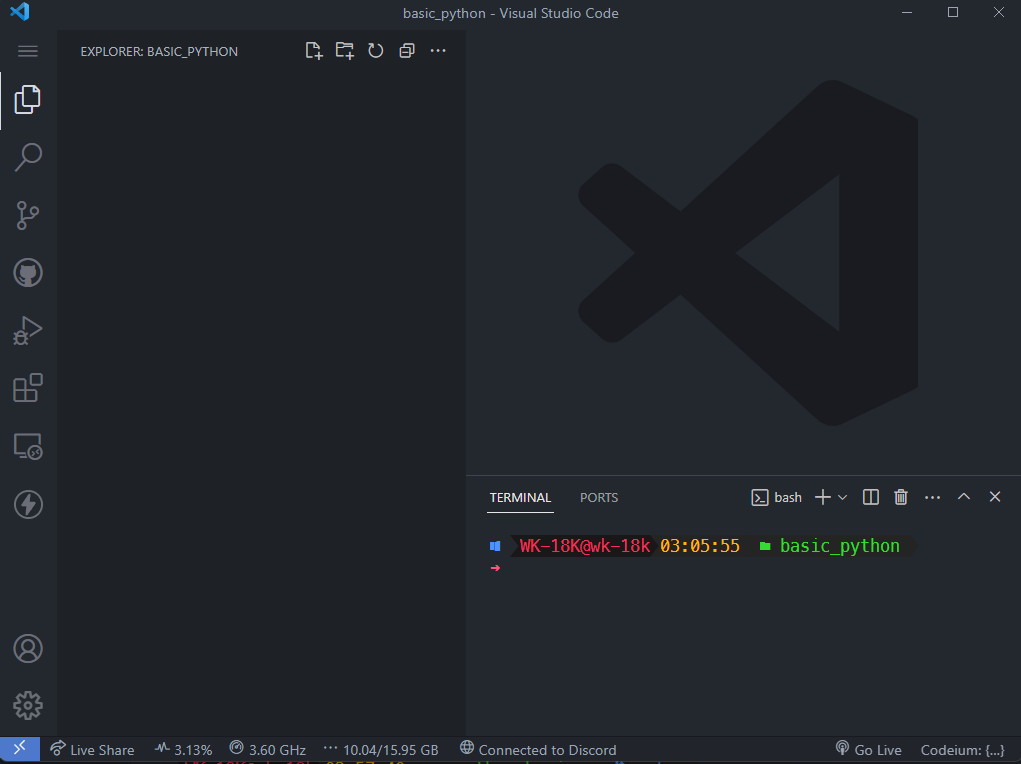 basic_python - Visual Studio Code
EXPLORER: BASIC_PYTHON
TERMINAL PORTS bash
WK-18K@wk-18k 03:05:55 basic_python
Live Share 3.13% 3.60 GHz 10.04/15.95 GB Connected to Discord Go Live Codeium: {...}